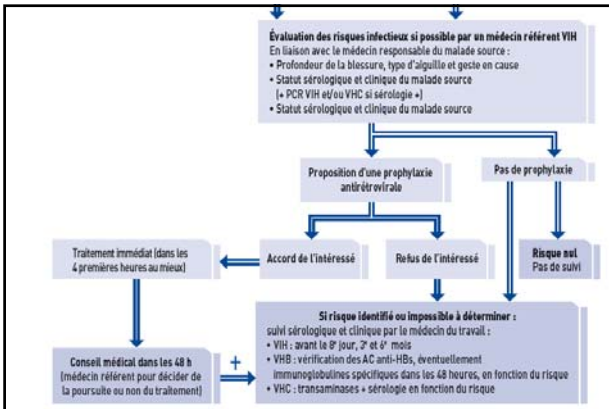 Évaluation des risques infectieux si possible par un médecin référent VIH
En liaison avec le médecin responsable du malade source :
• Profondeur de la blessure, type d'aiguille et geste en cause
• Statut sérologique et clinique du malade source
(+ PCR VIH et/ou VHC si sérologie +)
• Statut sérologique et clinique du malade source
Proposition d'une prophylaxie
antirétrovirale
Pas de prophylaxie
Traitement immédiat (dans les
4 premières heures au mieux)
Accord de l'intéressé
Refus de l'intéressé
Risque nul
Pas de suivi
Conseil médical dans les 48 h
(médecin référent pour décider de
la poursuite ou non du traitement)
+
Si risque identifié ou impossible à déterminer :
suivi sérologique et clinique par le médecin du travail :
• VIH : avant le 8e jour, 3e et 6e mois
• VHB : vérification des AC anti-HBs, éventuellement
immunoglobulines spécifiques dans les 48 heures, en fonction du risque
• VHC : transaminases + sérologie en fonction du risque